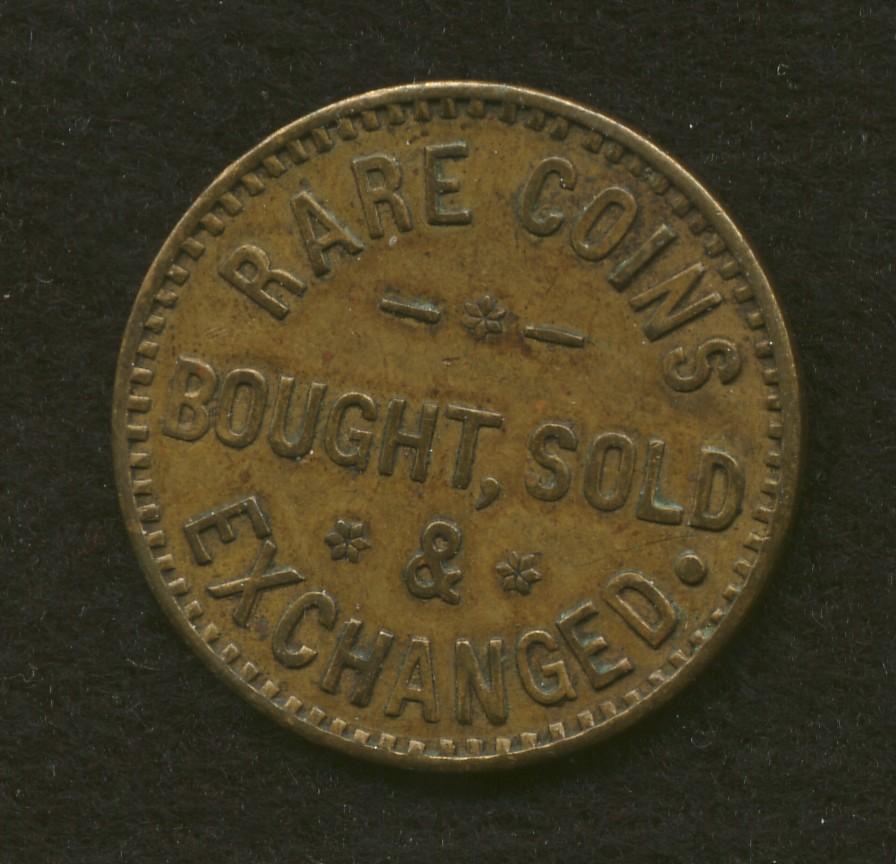 RARE COINS
BOUGHT, SOLD
&
EXCHANGED.